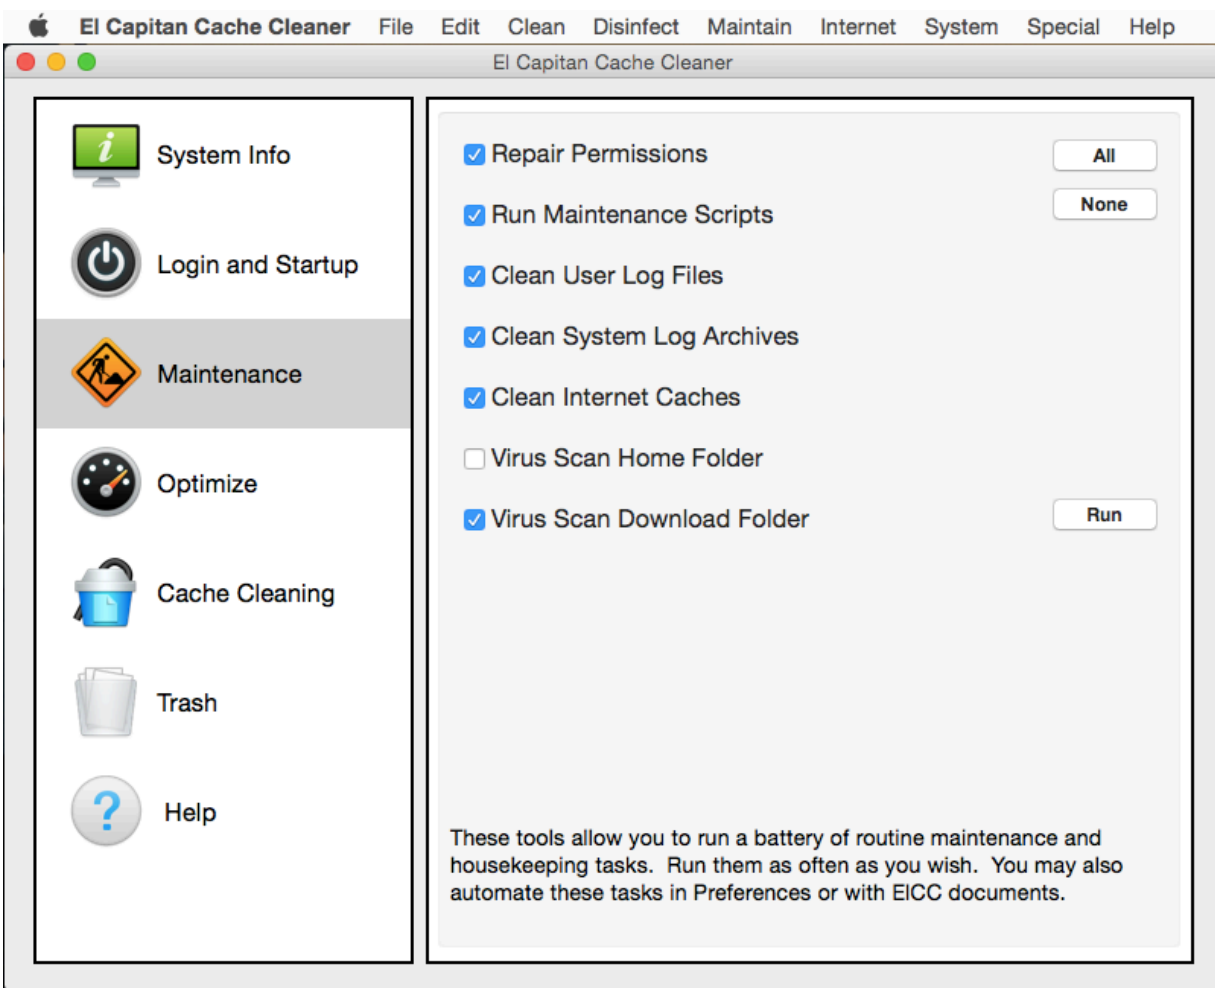 El Capitan Cache Cleaner File Edit Clean Disinfect Maintain Internet System Special Help
El Capitan Cache Cleaner
System Info
Login and Startup
Maintenance
Optimize
Cache Cleaning
Trash
Help
Repair Permissions
All
Run Maintenance Scripts
None
Clean User Log Files
Clean System Log Archives
Clean Internet Caches
Virus Scan Home Folder
Virus Scan Download Folder
Run
These tools allow you to run a battery of routine maintenance and
housekeeping tasks.  Run them as often as you wish.  You may also
automate these tasks in Preferences or with EICC documents.